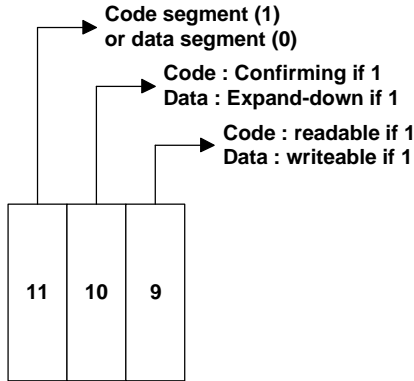 Code segment (1)
or data segment (0)
Code : Confirming if 1
Data : Expand-down if 1
Code : readable if 1
Data : writeable if 1
11 10 9